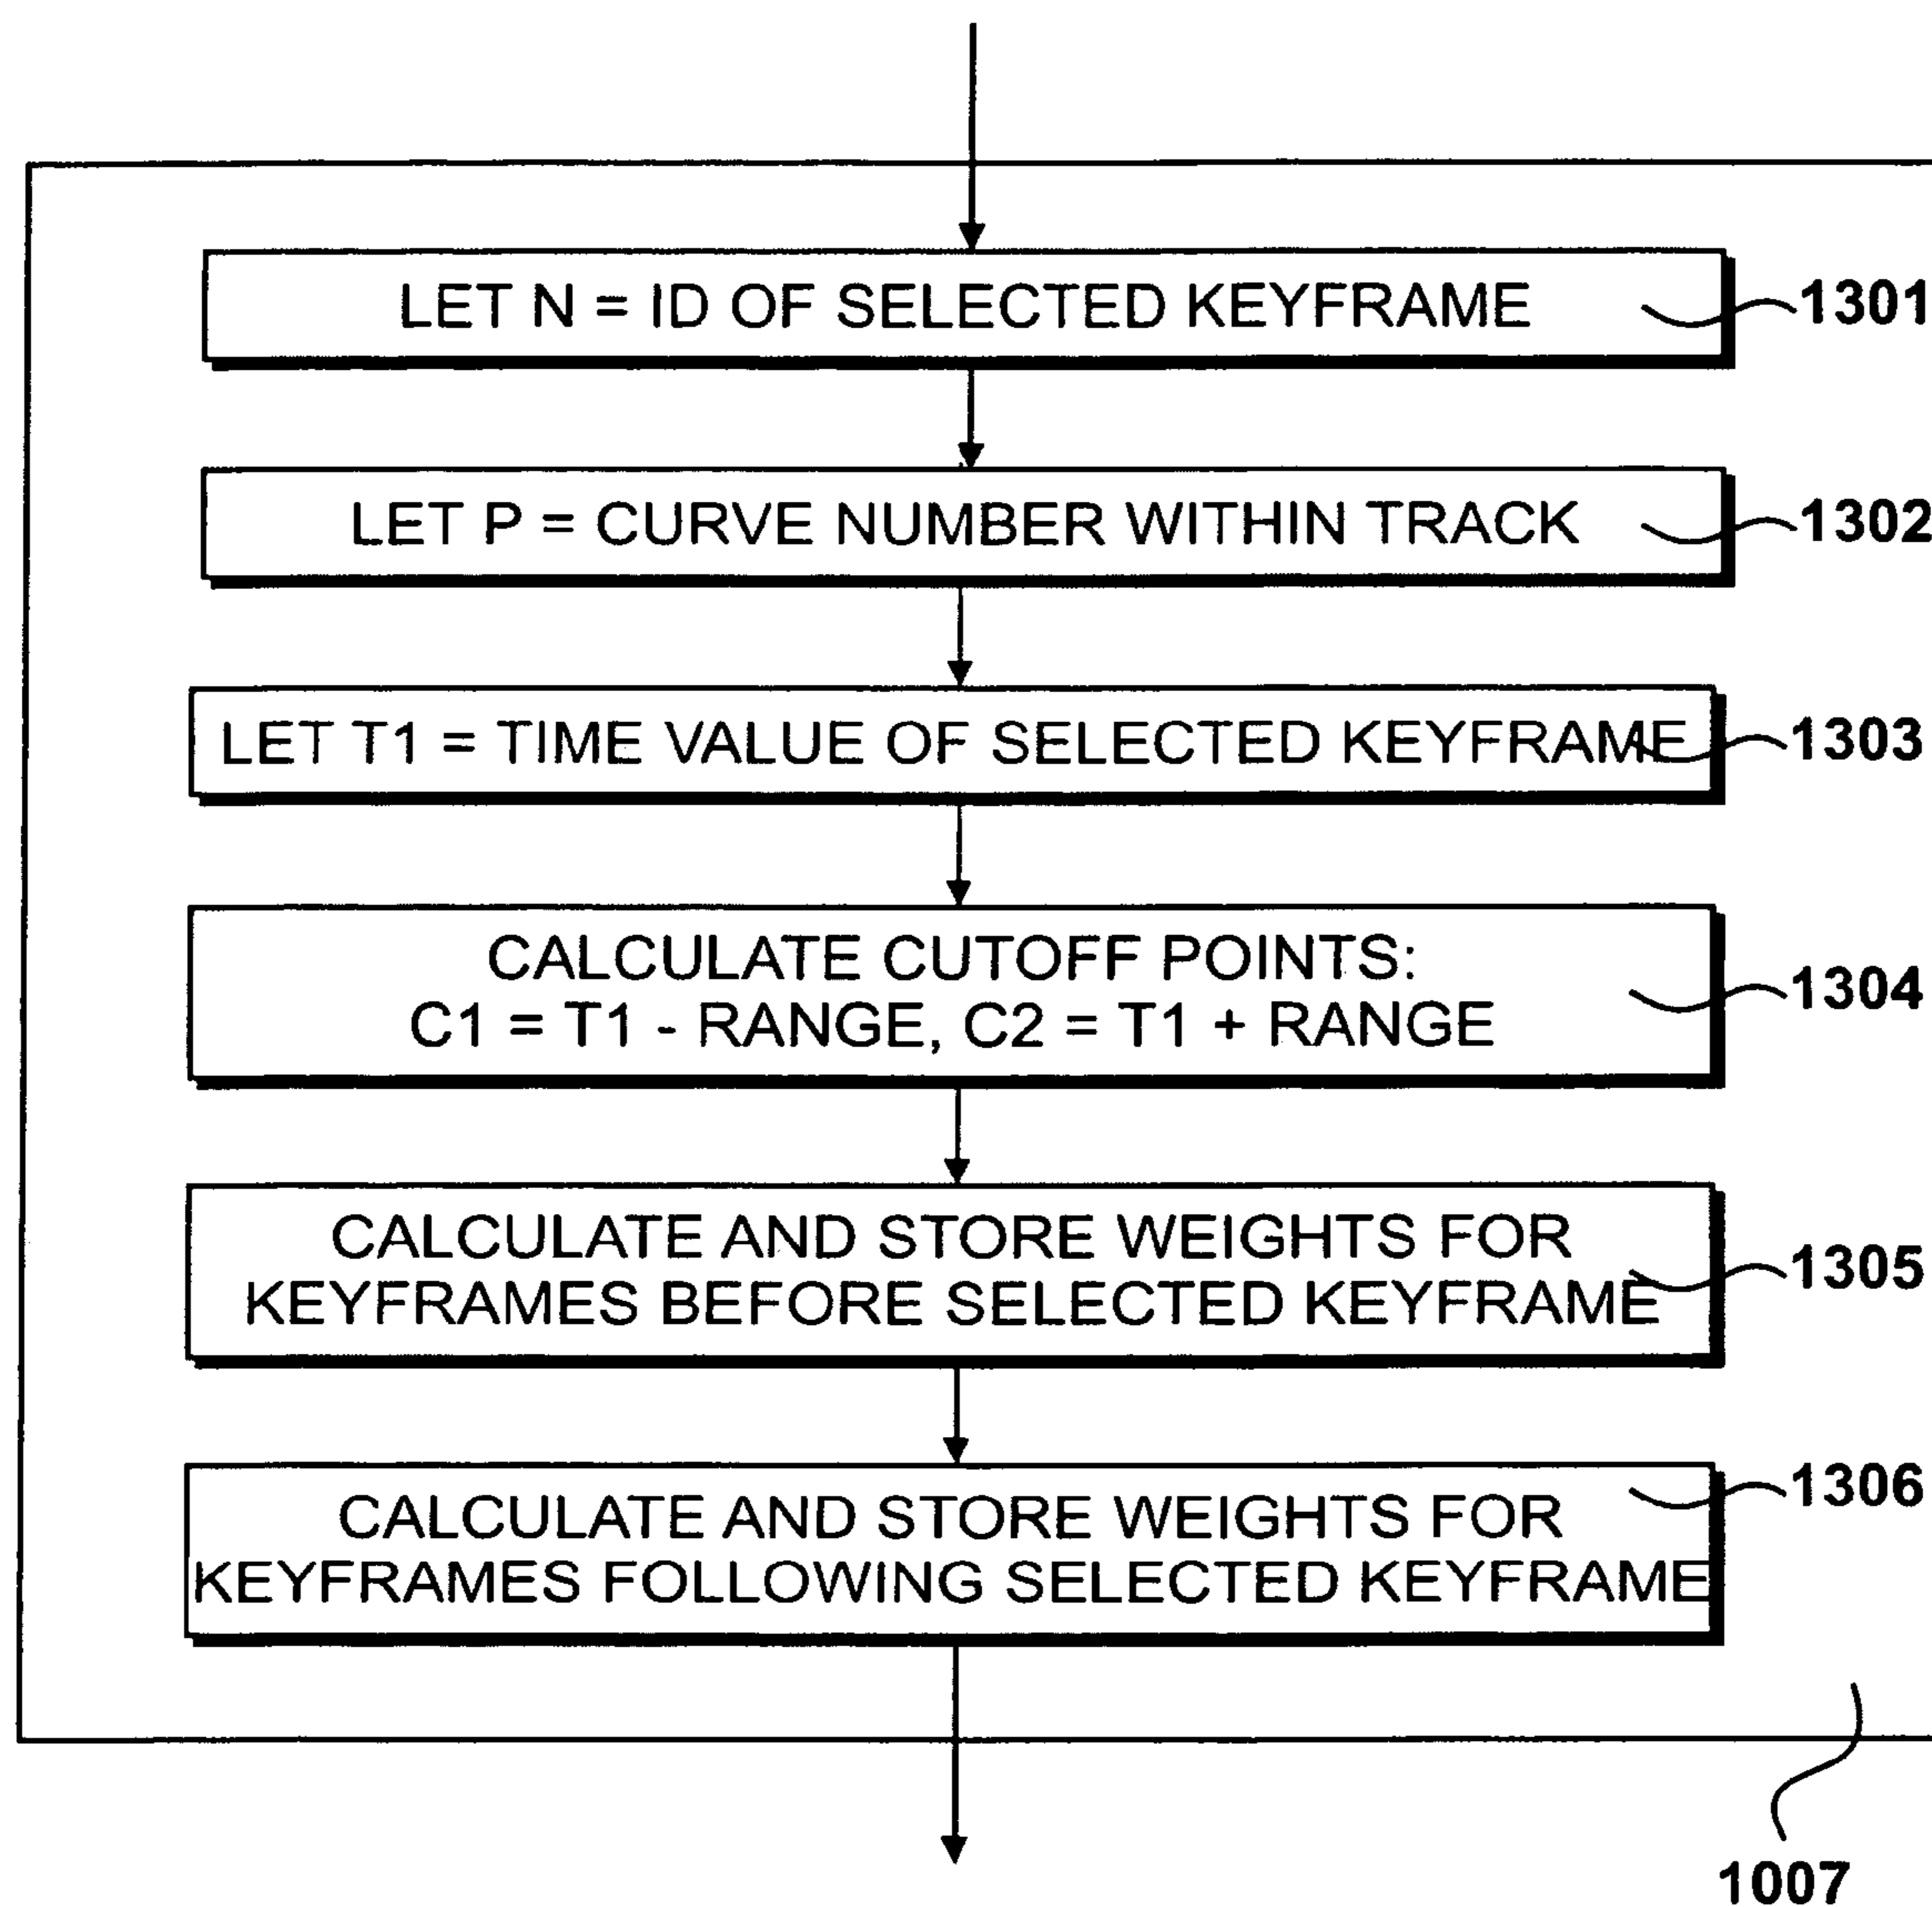 LET N = ID OF SELECTED KEYFRAME
1301
LET P = CURVE NUMBER WITHIN TRACK
1302
LET T1 = TIME VALUE OF SELECTED KEYFRAME
1303
CALCULATE CUTOFF POINTS:
C1 = T1 - RANGE, C2 = T1 + RANGE
1304
CALCULATE AND STORE WEIGHTS FOR
KEYFRAMES BEFORE SELECTED KEYFRAME
1305
CALCULATE AND STORE WEIGHTS FOR
KEYFRAMES FOLLOWING SELECTED KEYFRAME
1306
1007